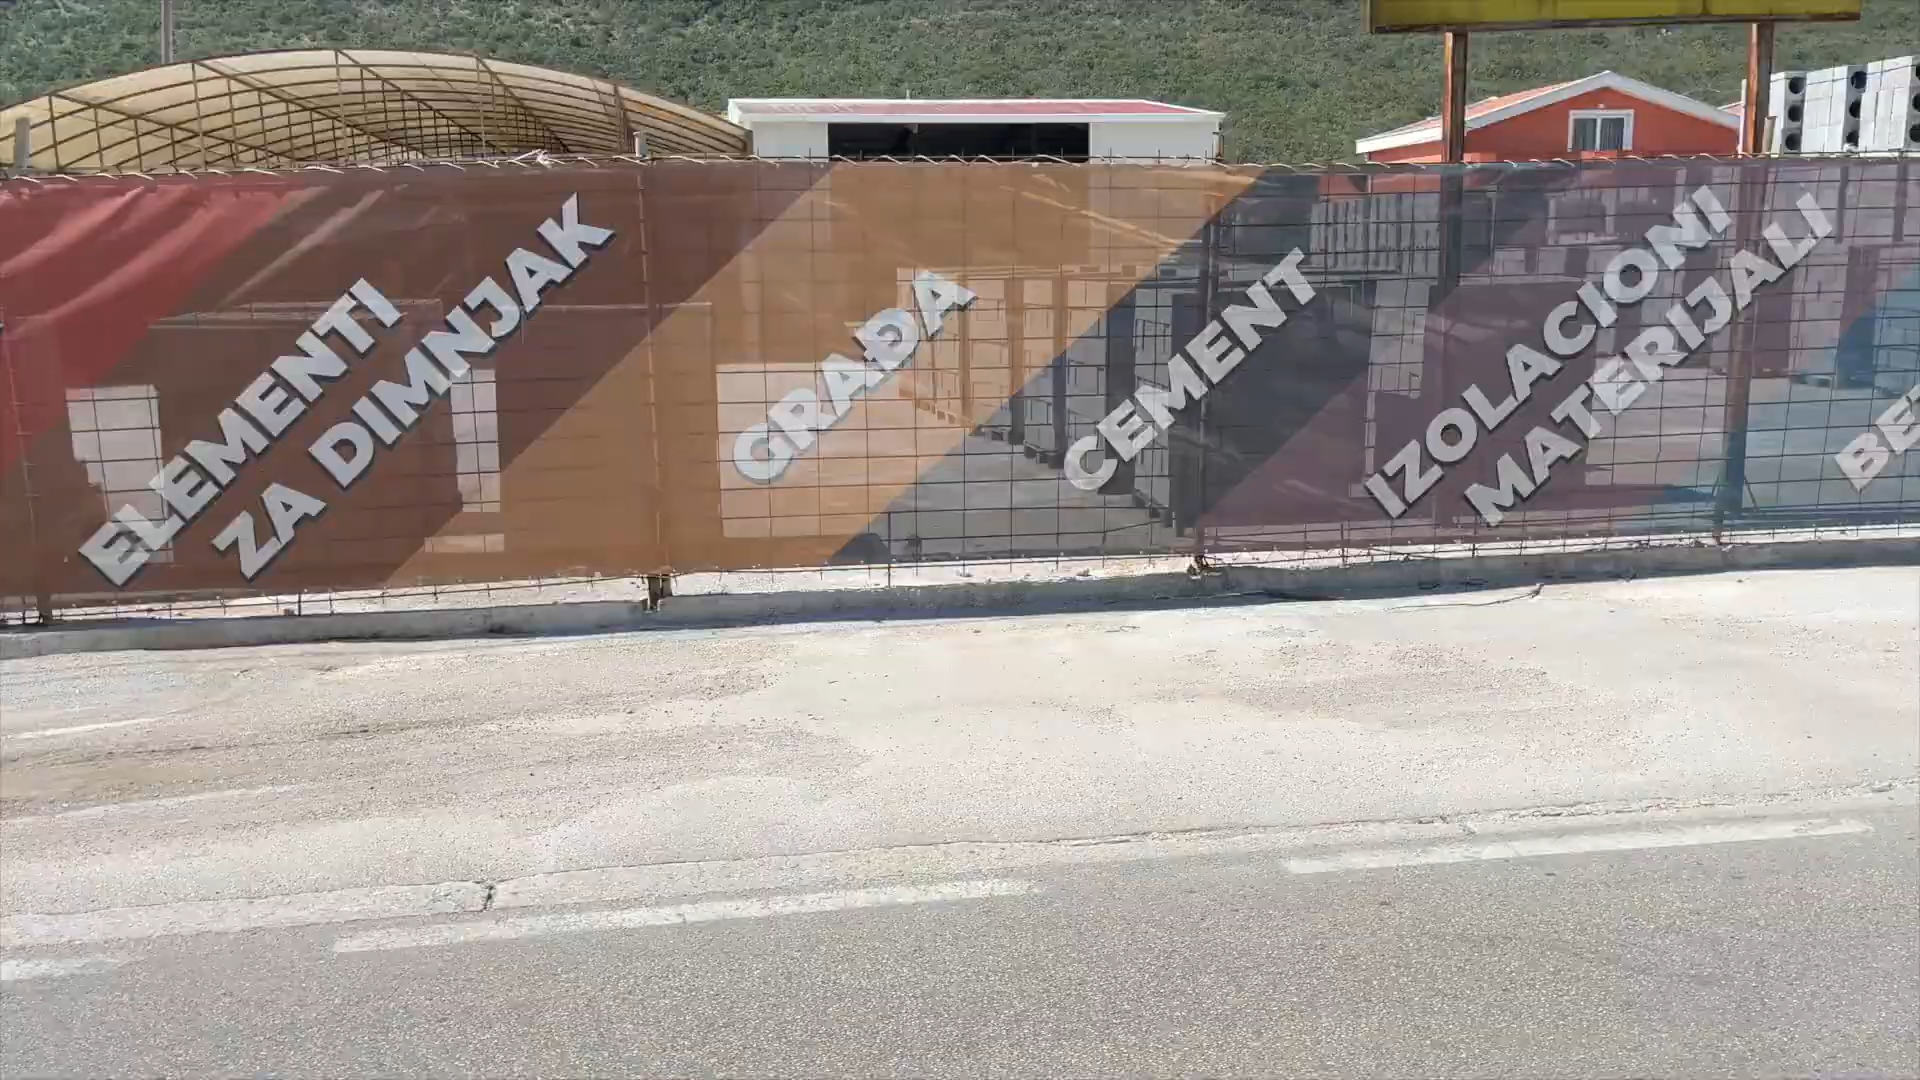 ELEMENTI
ZA DIMNJAK
GRAĐA
CEMENT
IZOLACIONI
MATERIJALI